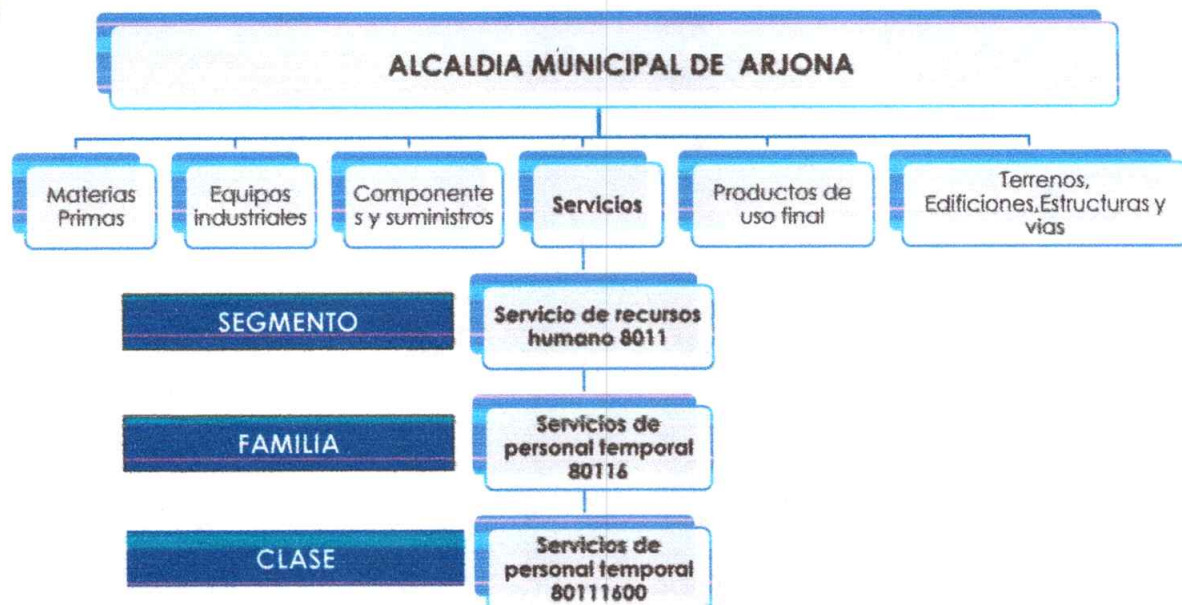 ALCALDIA MUNICIPAL DE ARJONA
Materias
Primas
Equipos
industriales
Componente
s y suministros
Servicios
Productos de
uso final
Terrenos,
Edificiones,Estructuras y
vias
SEGMENTO
Servicio de recursos
humano 8011
FAMILIA
Servicios de
personal temporal
80116
CLASE
Servicios de
personal temporal
80111600